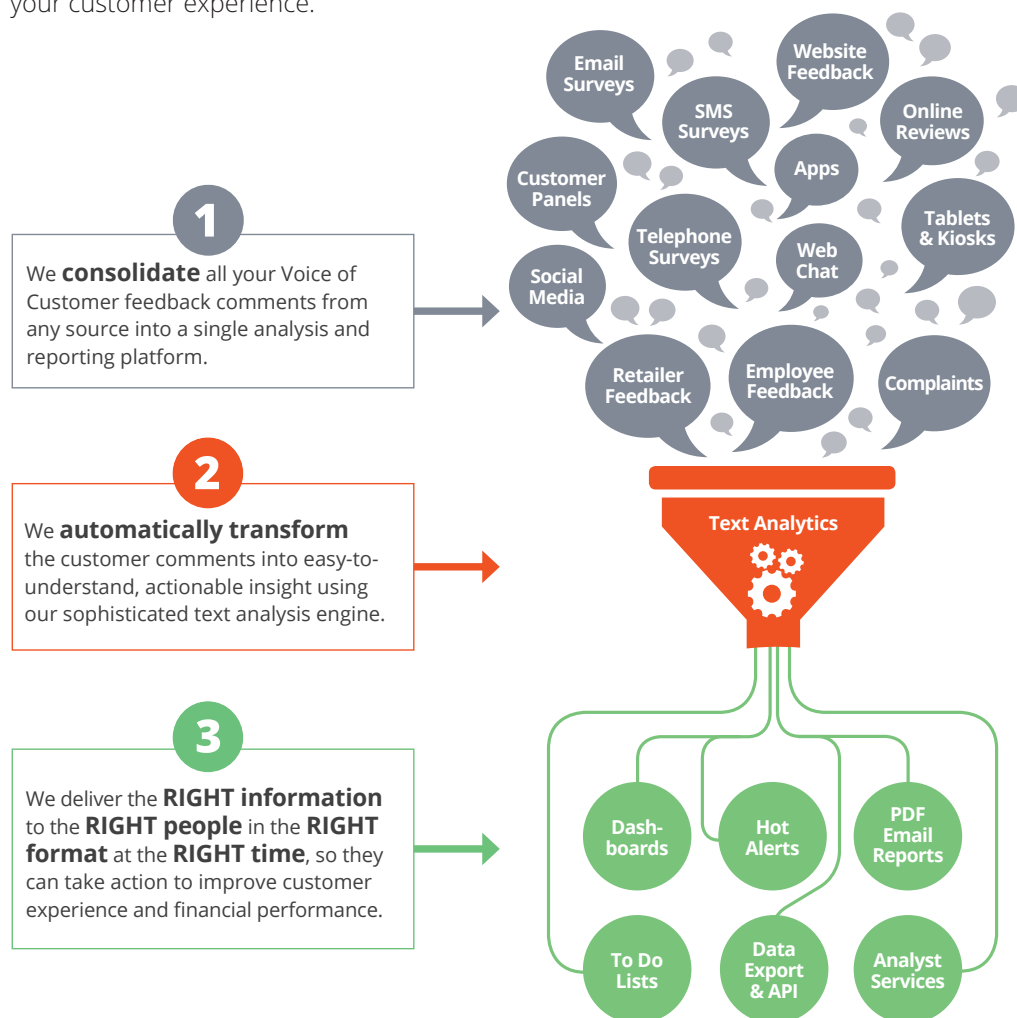 your customer experience.
Email
Surveys
Website
Feedback
SMS
Surveys
Online
Reviews
Apps
Customer
Panels
Tablets
& Kiosks
Telephone
Surveys
Web
Chat
Social
Media
Retailer
Feedback
Employee
Feedback
Complaints
1
We consolidate all your Voice of
Customer feedback comments from
any source into a single analysis and
reporting platform.
2
We automatically transform
the customer comments into easy-to-
understand, actionable insight using
our sophisticated text analysis engine.
Text Analytics
3
We deliver the RIGHT information
to the RIGHT people in the RIGHT
format at the RIGHT time, so they
can take action to improve customer
experience and financial performance.
Dash-
boards
Hot
Alerts
PDF
Email
Reports
To Do
Lists
Data
Export
& API
Analyst
Services